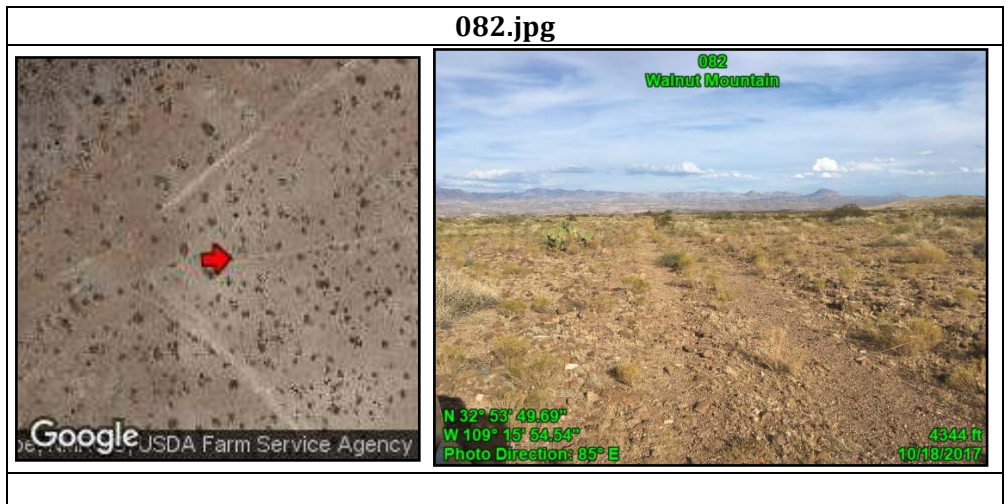 082.jpg
082
Walnut Mountain
N 32° 53' 49.69"
W 109° 15' 54.54"
Photo Direction: 85° E
4344 ft
10/18/2017
Google
USDA Farm Service Agency